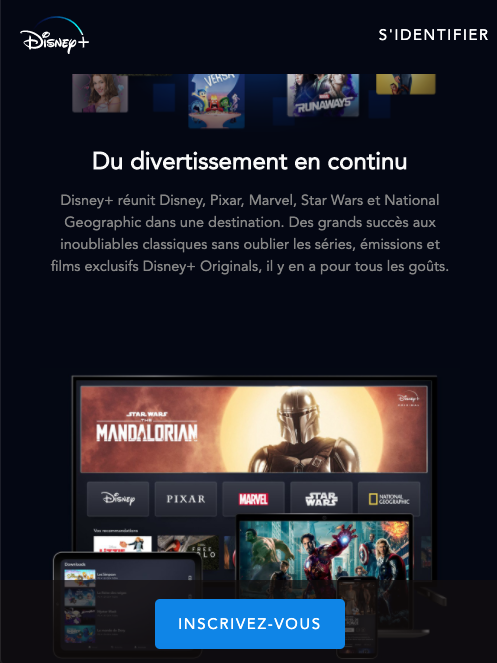 Disney+
S'IDENTIFIER
VERSA
RUNAWAYS
Du divertissement en continu
Disney+ réunit Disney, Pixar, Marvel, Star Wars et National
Geographic dans une destination. Des grands succès aux
inoubliables classiques sans oublier les séries, émissions et
films exclusifs Disney+ Originals, il y en a pour tous les goûts.
Disney+
ORIGINAL
STAR WARS
THE
MANDALORIAN
Disney
PIXAR
MARVEL
STAR WARS
NATIONAL
GEOGRAPHIC
Vos recommandations
FREE
SOLO
Downloads
INSCRIVEZ-VOUS